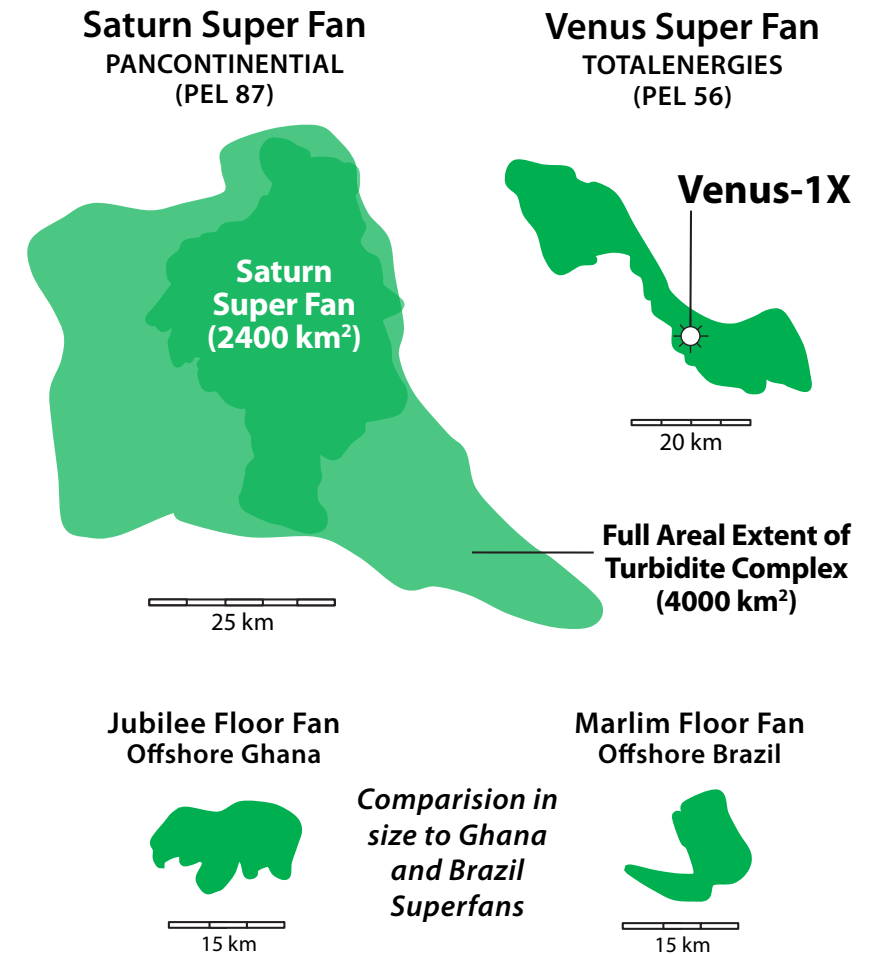 Saturn Super Fan
PANCONTINENTIAL
(PEL 87)
Venus Super Fan
TOTALENERGIES
(PEL 56)
Venus-1X
Saturn
Super Fan
(2400 km²)
20 km
Full Areal Extent of
Turbidite Complex
(4000 km²)
25 km
Jubilee Floor Fan
Offshore Ghana
Marlim Floor Fan
Offshore Brazil
Comparision in
size to Ghana
and Brazil
Superfans
15 km
15 km